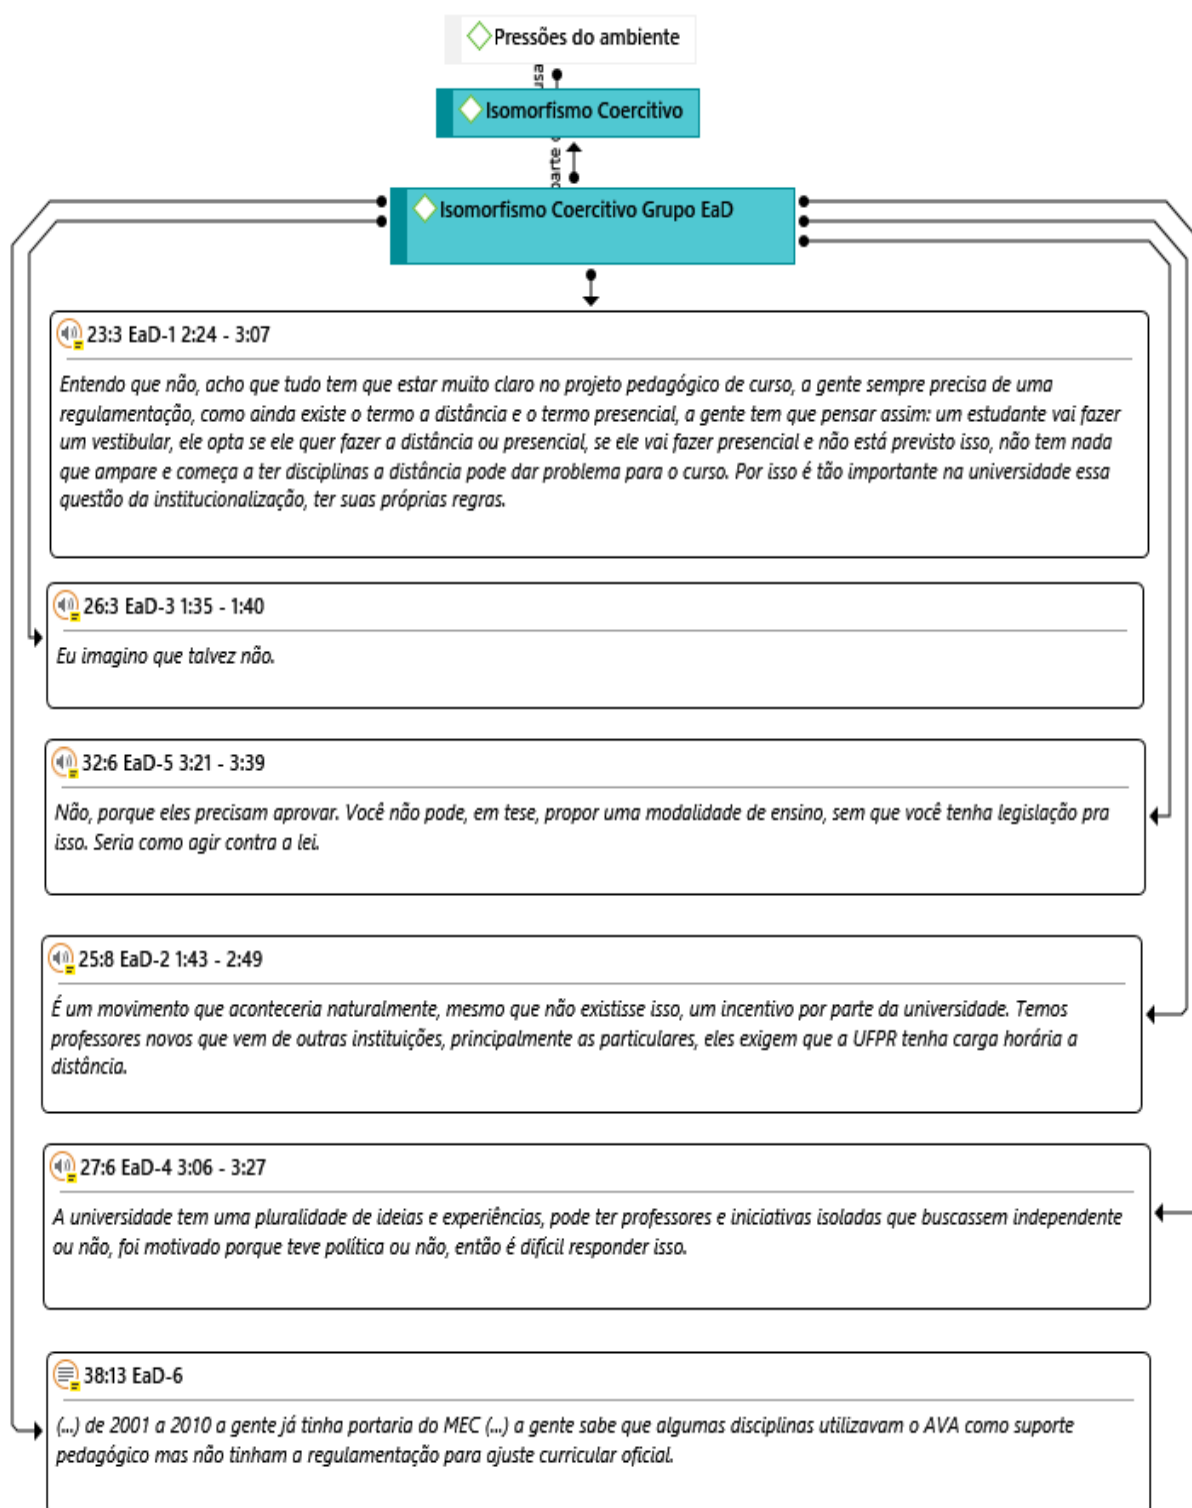 Pressões do ambiente
usa
Isomorfismo Coercitivo
parte
Isomorfismo Coercitivo Grupo EaD
23:3 EaD-1 2:24 - 3:07
Entendo que não, acho que tudo tem que estar muito claro no projeto pedagógico de curso, a gente sempre precisa de uma
regulamentação, como ainda existe o termo a distância e o termo presencial, a gente tem que pensar assim: um estudante vai fazer
um vestibular, ele opta se ele quer fazer a distância ou presencial, se ele vai fazer presencial e não está previsto isso, não tem nada
que ampare e começa a ter disciplinas a distância pode dar problema para o curso. Por isso é tão importante na universidade essa
questão da institucionalização, ter suas próprias regras.
26:3 EaD-3 1:35 - 1:40
Eu imagino que talvez não.
32:6 EaD-5 3:21 - 3:39
Não, porque eles precisam aprovar. Você não pode, em tese, propor uma modalidade de ensino, sem que você tenha legislação pra
isso. Seria como agir contra a lei.
25:8 EaD-2 1:43 - 2:49
É um movimento que aconteceria naturalmente, mesmo que não existisse isso, um incentivo por parte da universidade. Temos
professores novos que vem de outras instituições, principalmente as particulares, eles exigem que a UFPR tenha carga horária a
distância.
27:6 EaD-4 3:06 - 3:27
A universidade tem uma pluralidade de ideias e experiências, pode ter professores e iniciativas isoladas que buscassem independente
ou não, foi motivado porque teve política ou não, então é difícil responder isso.
38:13 EaD-6
(...) de 2001 a 2010 a gente já tinha portaria do MEC (...) a gente sabe que algumas disciplinas utilizavam o AVA como suporte
pedagógico mas não tinham a regulamentação para ajuste curricular oficial.